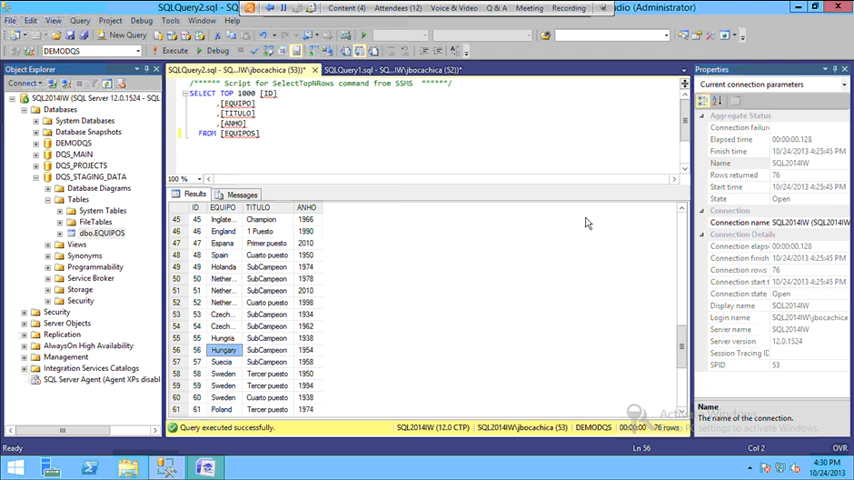 SQLQuery2.sql - SQ
udio (Administrator)
Content (4) Attendees (12) Voice & Video Q & A Meeting Recording
File Edit View Query Project Debug Tools Window Help
New Query
DEMODQS
Execute Debug
Object Explorer
SQLQuery2.sql - SQ...IW\jbocachica (53))*
SQLQuery1.sql - SQ...IW\jbocachica (52))*
Properties
Connect
SQL2014IW (SQL Server 12.0.1524 -
Databases
System Databases
Database Snapshots
DEMODQS
DQS_MAIN
DQS_PROJECTS
DQS_STAGING_DATA
Database Diagrams
Tables
System Tables
FileTables
dbo.EQUIPOS
Views
Synonyms
Programmability
Service Broker
Storage
Security
Security
Server Objects
Replication
AlwaysOn High Availability
Management
Integration Services Catalogs
SQL Server Agent (Agent XPs disabl
/****** Script for SelectTopNRows command from SSMS ******/
SELECT TOP 1000 [ID]
,[EQUIPO]
,[TITULO]
,[ANHO]
FROM [EQUIPOS]
100 %
Results Messages
ID EQUIPO TITULO ANHO
45 45 Inglate... Champion 1966
46 46 England 1 Puesto 1990
47 47 Espana Primer puesto 2010
48 48 Spain Cuarto puesto 1950
49 49 Holanda SubCampeon 1974
50 50 Nether... SubCampeon 1978
51 51 Nether... SubCampeon 2010
52 52 Nether... Cuarto puesto 1998
53 53 Czech... SubCampeon 1934
54 54 Czech... SubCampeon 1962
55 55 Hungria SubCampeon 1938
56 56 Hungary SubCampeon 1954
57 57 Suecia SubCampeon 1958
58 58 Sweden Tercer puesto 1950
59 59 Sweden Tercer puesto 1994
60 60 Sweden Cuarto puesto 1938
61 61 Poland Tercer puesto 1974
Query executed successfully.
SQL2014IW (12.0 CTP) SQL2014IW\jbocachica (53) DEMODQS 00:00:00 76 rows
Current connection parameters
Aggregate Status
Connection failure
Elapsed time 00:00:00.128
Finish time 10/24/2013 4:25:45 PM
Name SQL2014IW
Rows returned 76
Start time 10/24/2013 4:25:45 PM
State Open
Connection
Connection name SQL2014IW (SQL2014IW
Connection Details
Connection elaps 00:00:00.128
Connection finish 10/24/2013 4:25:45 PM
Connection rows 76
Connection start t 10/24/2013 4:25:45 PM
Connection state Open
Display name SQL2014IW
Login name SQL2014IW\jbocachica
Server name SQL2014IW
Server version 12.0.1524
Session Tracing ID
SPID 53
Name
The name of the connection.
Ready
Ln 56 Col 2 OVR
4:30 PM
10/24/2013